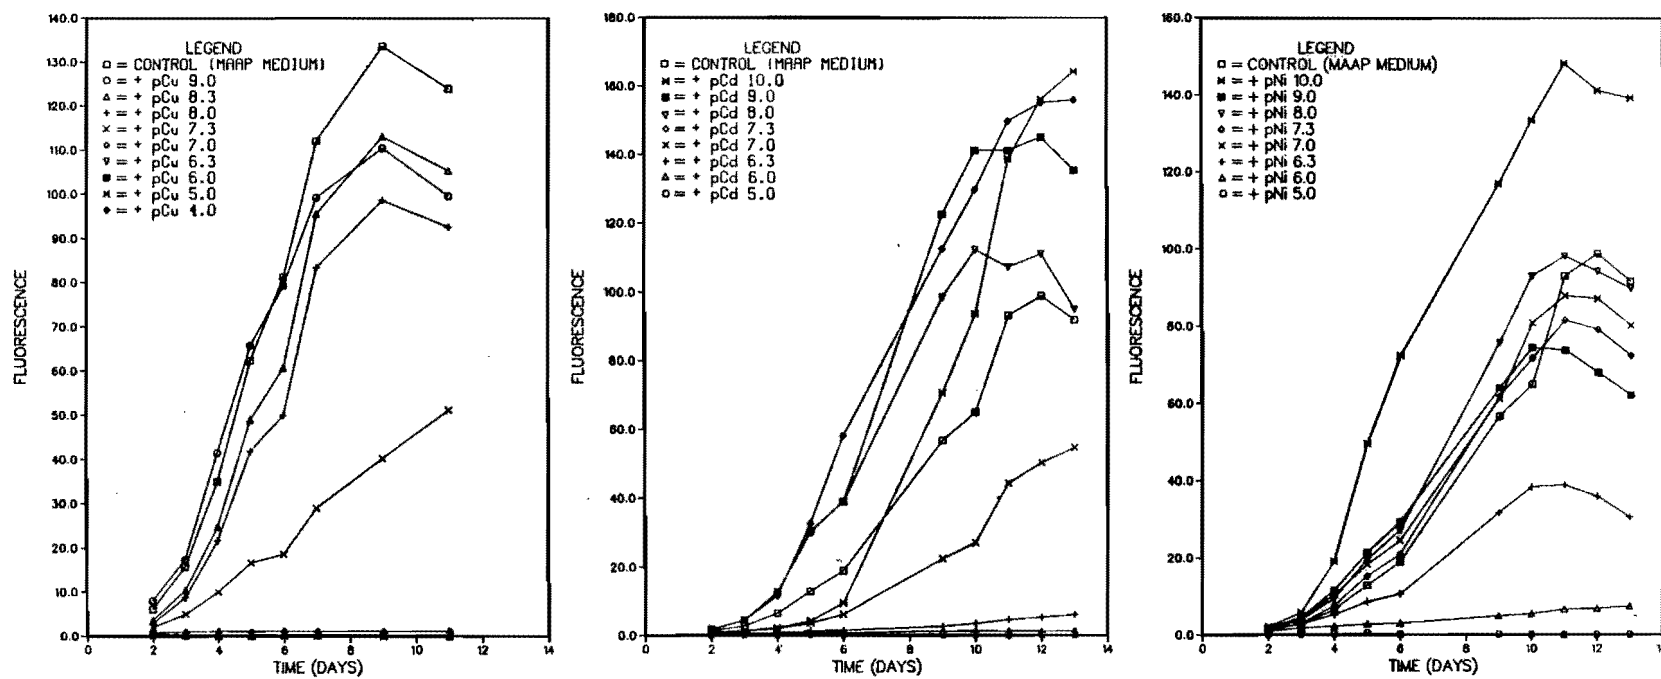 140.0
130.0
120.0
110.0
100.0
90.0
80.0
70.0
60.0
50.0
40.0
30.0
20.0
10.0
0.0
FLUORESCENCE
LEGEND
□ = CONTROL (MAAP MEDIUM)
○ = + pCu 9.0
△ = + pCu 8.3
+ = + pCu 8.0
× = + pCu 7.3
◇ = + pCu 7.0
▽ = + pCu 6.3
= + pCu 6.0
= + pCu 5.0
= + pCu 4.0
0 2 4 6 8 10 12 14
TIME (DAYS)
180.0
160.0
140.0
120.0
100.0
80.0
60.0
40.0
20.0
0.0
FLUORESCENCE
LEGEND
□ = CONTROL (MAAP MEDIUM)
= + pCd 10.0
= + pCd 9.0
▽ = + pCd 8.0
◇ = + pCd 7.3
× = + pCd 7.0
+ = + pCd 6.3
△ = + pCd 6.0
○ = + pCd 5.0
0 2 4 6 8 10 12 14
TIME (DAYS)
160.0
140.0
120.0
100.0
80.0
60.0
40.0
20.0
0.0
FLUORESCENCE
LEGEND
□ = CONTROL (MAAP MEDIUM)
= + pNi 10.0
= + pNi 9.0
▽ = + pNi 8.0
◇ = + pNi 7.3
× = + pNi 7.0
+ = + pNi 6.3
△ = + pNi 6.0
○ = + pNi 5.0
0 2 4 6 8 10 12 14
TIME (DAYS)